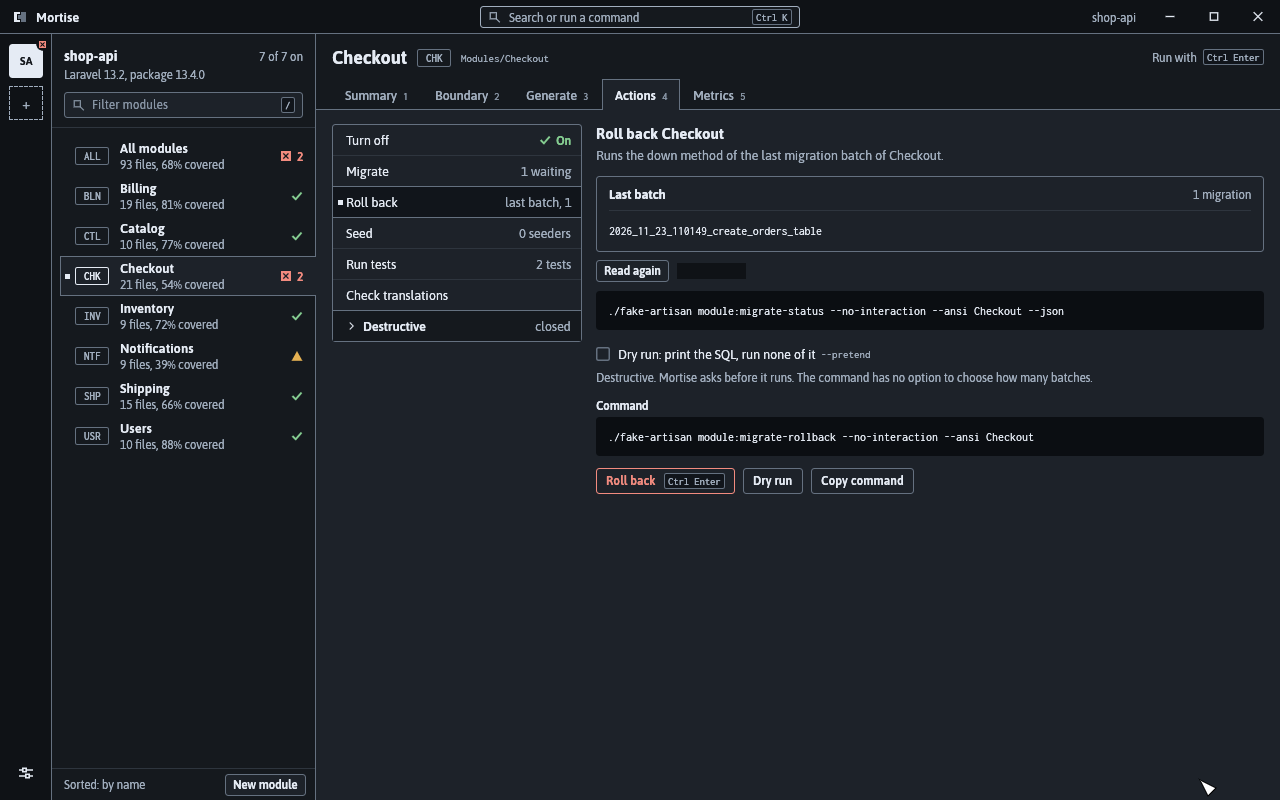 Mortise
Search or run a command
Ctrl K
shop-api
SA
+
shop-api
7 of 7 on
Laravel 13.2, package 13.4.0
Filter modules
/
ALL
All modules
93 files, 68% covered
2
BLN
Billing
19 files, 81% covered
CTL
Catalog
10 files, 77% covered
CHK
Checkout
21 files, 54% covered
2
INV
Inventory
9 files, 72% covered
NTF
Notifications
9 files, 39% covered
SHP
Shipping
15 files, 66% covered
USR
Users
10 files, 88% covered
Sorted: by name
New module
Checkout
CHK
Modules/Checkout
Run with
Ctrl Enter
Summary 1
Boundary 2
Generate 3
Actions 4
Metrics 5
Turn off
On
Migrate
1 waiting
Roll back
last batch, 1
Seed
0 seeders
Run tests
2 tests
Check translations
Destructive
closed
Roll back Checkout
Runs the down method of the last migration batch of Checkout.
Last batch
1 migration
2026_11_23_110149_create_orders_table
Read again
./fake-artisan module:migrate-status --no-interaction --ansi Checkout --json
Dry run: print the SQL, run none of it --pretend
Destructive. Mortise asks before it runs. The command has no option to choose how many batches.
Command
./fake-artisan module:migrate-rollback --no-interaction --ansi Checkout
Roll back
Ctrl Enter
Dry run
Copy command